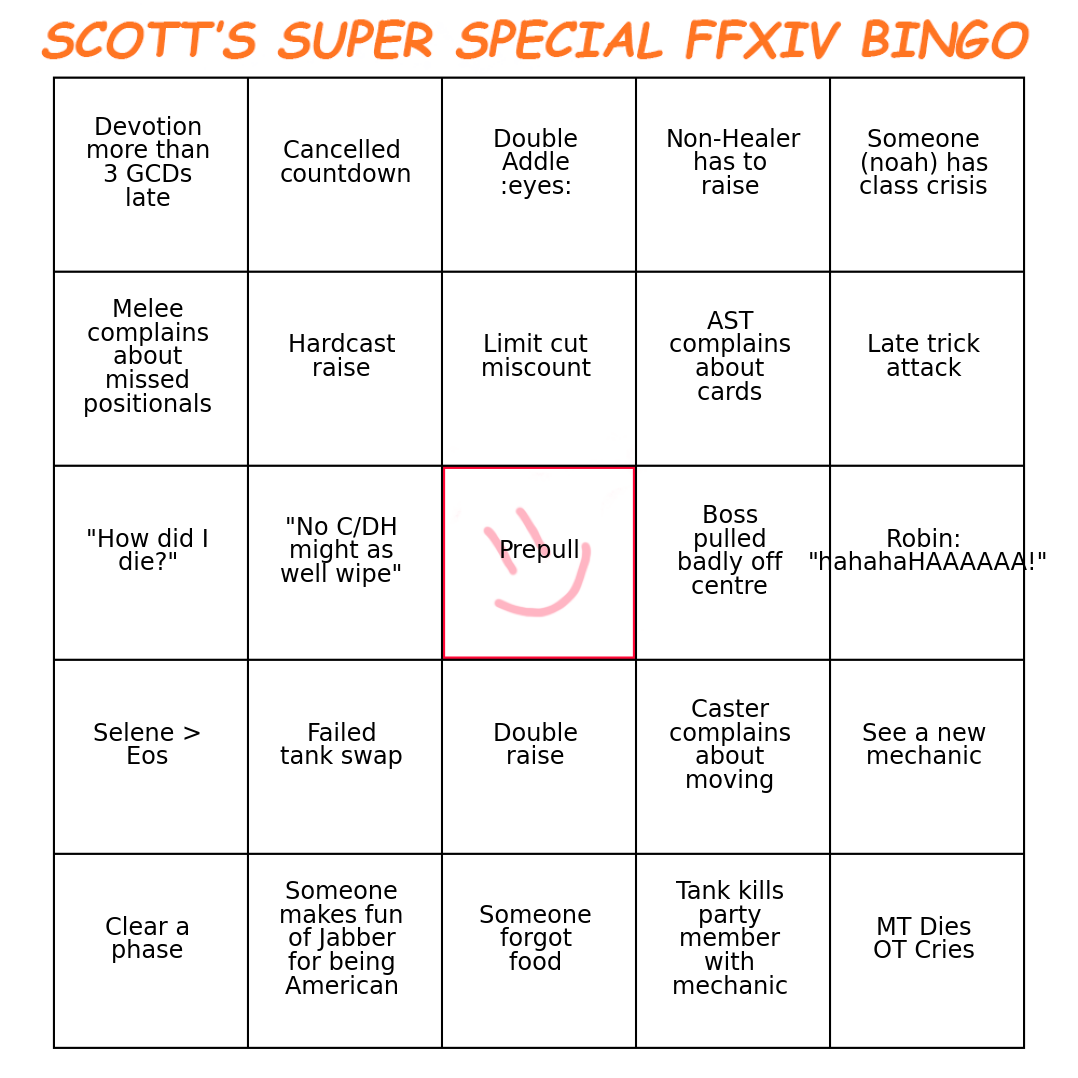 SCOTT'S SUPER SPECIAL FFXIV BINGO
Devotion
more than
3 GCDs
late
Cancelled
countdown
Double
Addle
:eyes:
Non-Healer
has to
raise
Someone
(noah) has
class crisis
Melee
complains
about
missed
positionals
Hardcast
raise
Limit cut
miscount
AST
complains
about
cards
Late trick
attack
"How did I
die?"
"No C/DH
might as
well wipe"
Prepull
Boss
pulled
badly off
centre
Robin:
"hahahaHAAAAAA!"
Selene >
Eos
Failed
tank swap
Double
raise
Caster
complains
about
moving
See a new
mechanic
Clear a
phase
Someone
makes fun
of Jabber
for being
American
Someone
forgot
food
Tank kills
party
member
with
mechanic
MT Dies
OT Cries